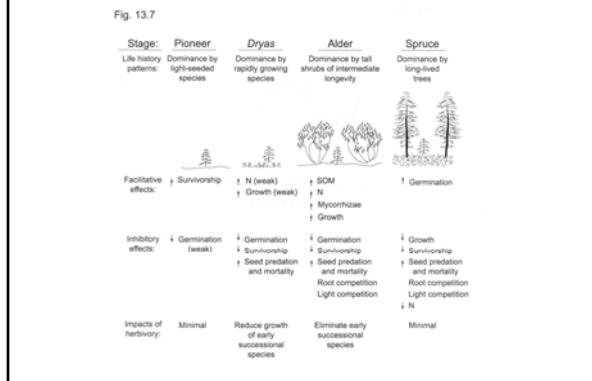 Fig. 13.7
Stage: Pioneer Dryas Alder Spruce
Life history Dominance by Dominance by Dominance by tall Dominance by
patterns: light-seeded rapidly growing shrubs of intermediate long-lived
species species longevity trees
Facilitative ↑ Survivorship ↑ N (weak) ↑ SOM ↑ Germination
effects: ↑ Growth (weak) ↑ N
↑ Mycorrhizae
↑ Growth
Inhibitory ↓ Germination ↓ Germination ↓ Germination ↓ Growth
effects: (weak) ↓ Survivorship ↓ Survivorship ↓ Survivorship
↑ Seed predation ↑ Seed predation ↑ Seed predation
and mortality and mortality and mortality
Root competition Root competition
Light competition Light competition
↓ N
Impacts of Minimal Reduce growth Eliminate early Minimal
herbivory: of early successional
successional species
species